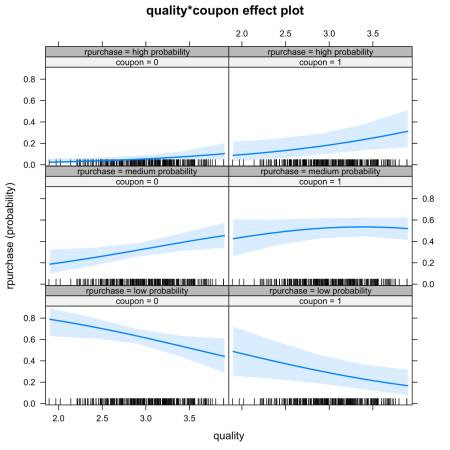 quality*coupon effect plot
2.0 2.5 3.0 3.5
rpurchase = high probability rpurchase = high probability
coupon = 0 coupon = 1
0.8
0.6
0.4
0.2
0.0
rpurchase = medium probability rpurchase = medium probability
coupon = 0 coupon = 1
0.8
0.6
0.4
0.2
0.0
rpurchase = low probability rpurchase = low probability
coupon = 0 coupon = 1
0.8
0.6
0.4
0.2
0.0
2.0 2.5 3.0 3.5
rpurchase (probability)
quality